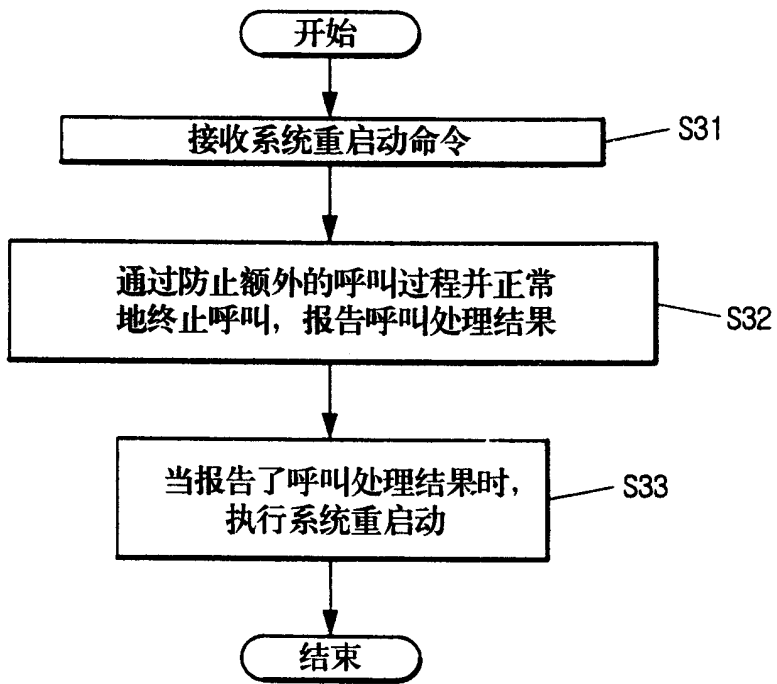 开始
接收系统重启动命令
S31
通过防止额外的呼叫过程并正常
地终止呼叫，报告呼叫处理结果
S32
当报告了呼叫处理结果时，
执行系统重启动
S33
结束